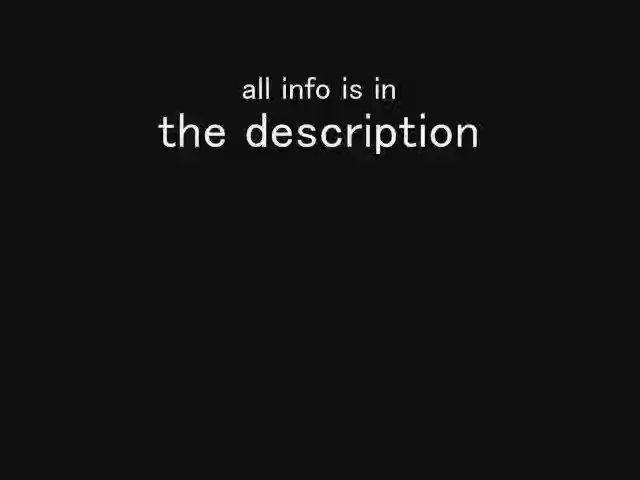 all info is in
the description